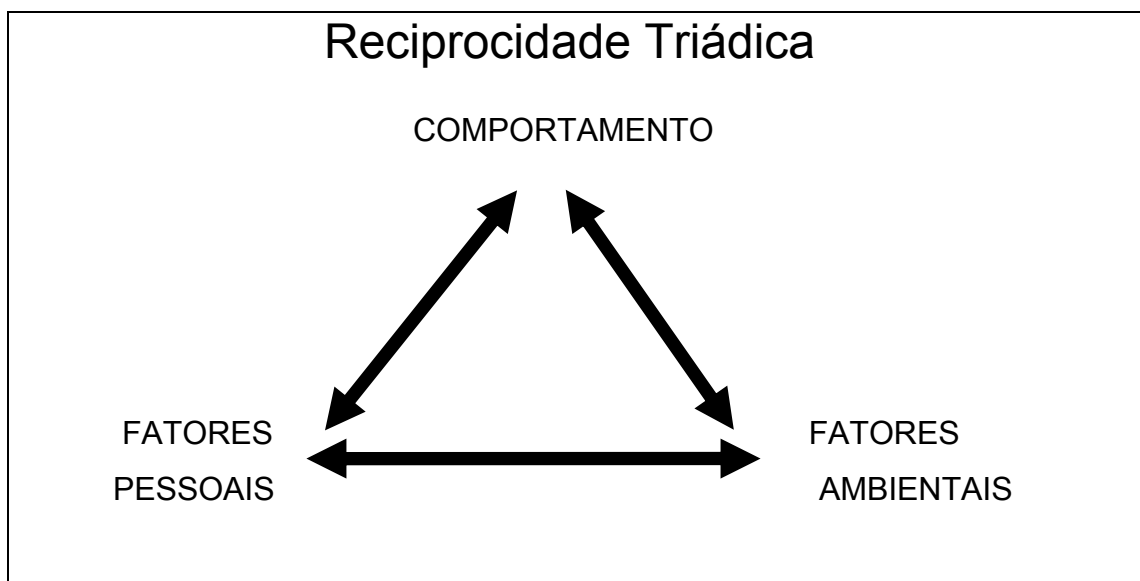 Reciprocidade Triádica
COMPORTAMENTO
FATORES
PESSOAIS
FATORES
AMBIENTAIS